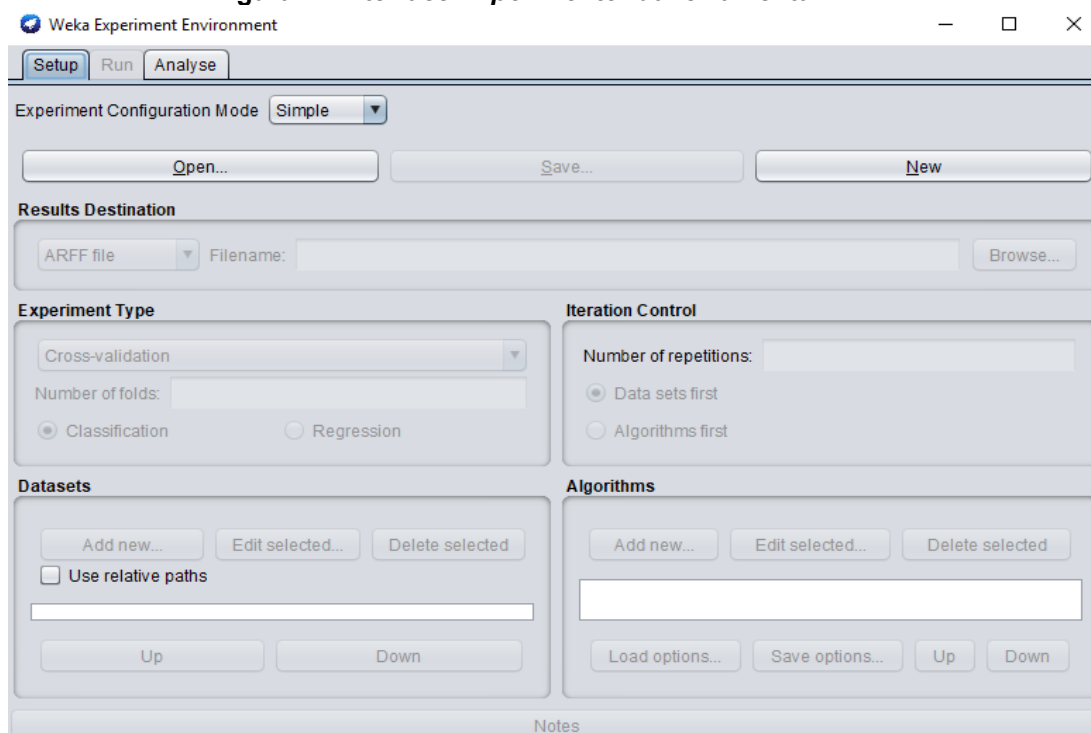 Weka Experiment Environment
Setup Run Analyse
Experiment Configuration Mode Simple
Open... Save... New
Results Destination
ARFF file Filename: Browse...
Experiment Type
Cross-validation
Number of folds:
Classification Regression
Iteration Control
Number of repetitions:
Data sets first
Algorithms first
Datasets
Add new... Edit selected... Delete selected
Use relative paths
Up Down
Algorithms
Add new... Edit selected... Delete selected
Load options... Save options... Up Down
Notes